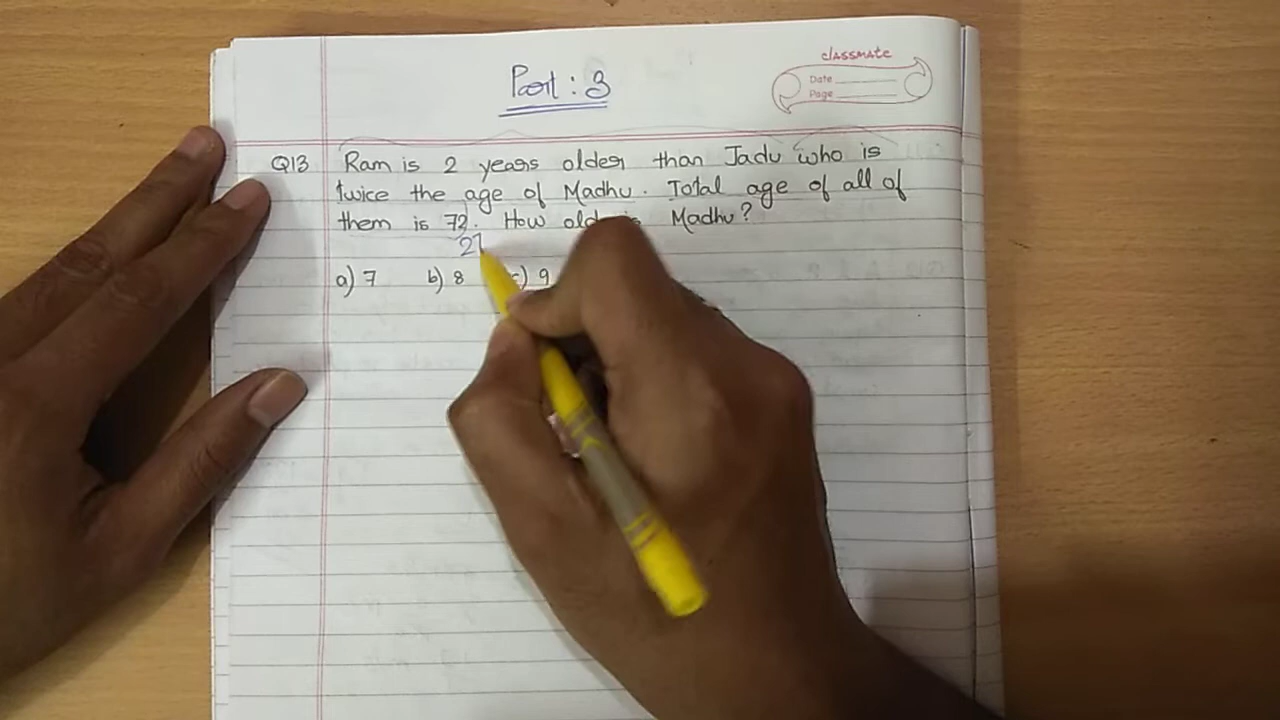 Part : 3
classmate
Date
Page
Q13 Ram is 2 years older than Jadu who is
twice the age of Madhu. Total age of all of
them is 72. How Madhu?
27
a) 7 b) 8 c) 9